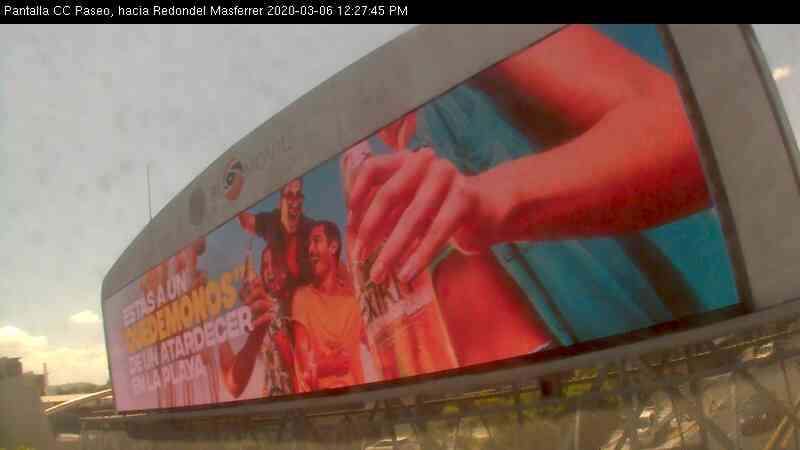 Pantalla CC Paseo, hacia Redondel Masferrer 2020-03-06 12:27:45 PM
ESTÁS A UN
"QUEDÉMONOS"
DE UN ATARDECER
EN LA PLAYA